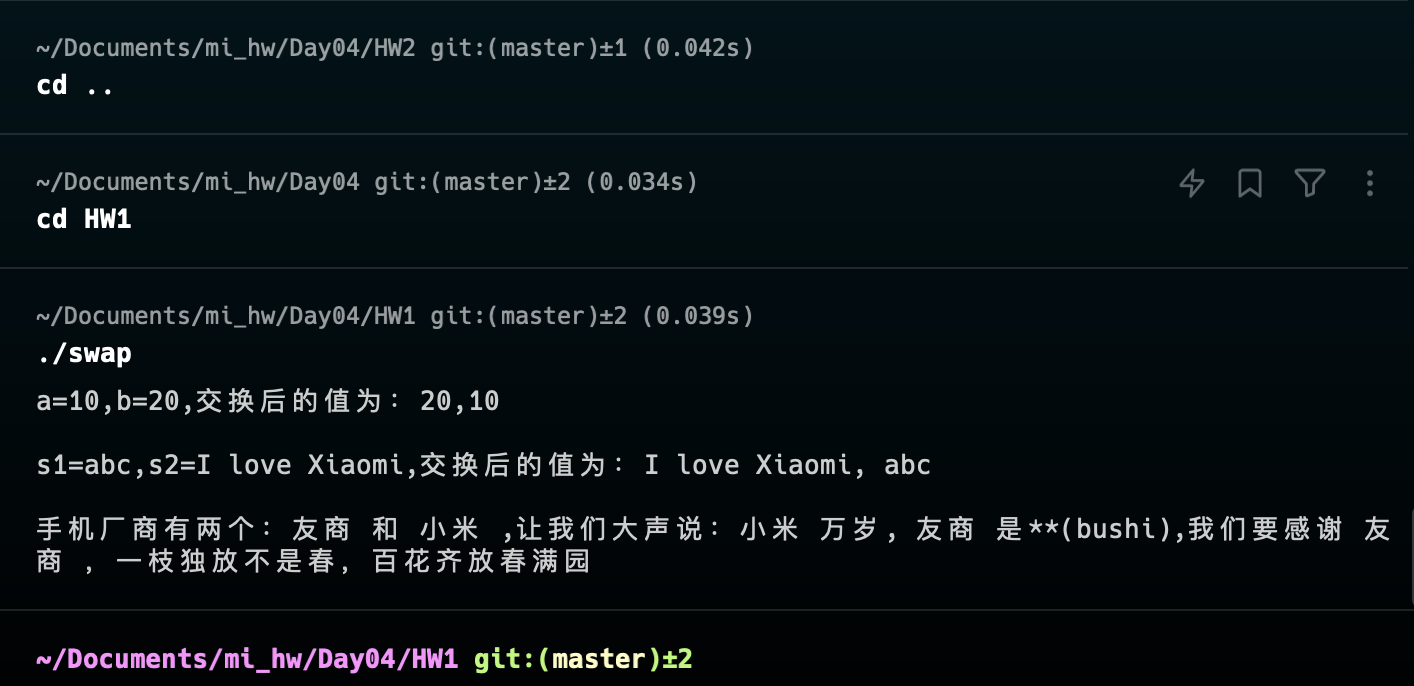 ~/Documents/mi_hw/Day04/HW2 git:(master)±1 (0.042s)
cd ..
~/Documents/mi_hw/Day04 git:(master)±2 (0.034s)
cd HW1
~/Documents/mi_hw/Day04/HW1 git:(master)±2 (0.039s)
./swap
a=10,b=20,交换后的值为：20,10
s1=abc,s2=I love Xiaomi,交换后的值为：I love Xiaomi, abc
手机厂商有两个：友商 和 小米 ,让我们大声说：小米 万岁，友商 是**(bushi),我们要感谢 友
商 ，一枝独放不是春，百花齐放春满园
~/Documents/mi_hw/Day04/HW1 git:(master)±2